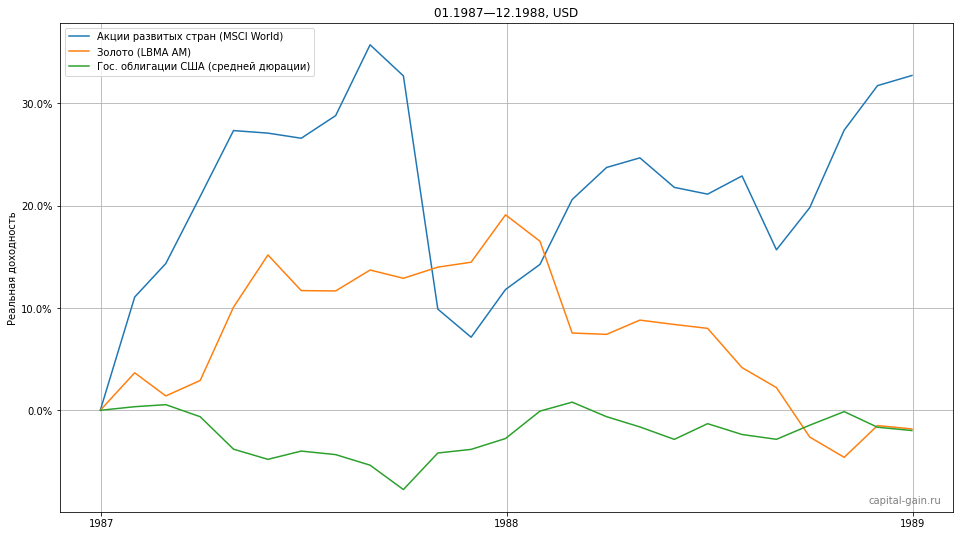 01.1987—12.1988, USD
Акции развитых стран (MSCI World)
Золото (LBMA AM)
Гос. облигации США (средней дюрации)
Реальная доходность
30.0%
20.0%
10.0%
0.0%
capital-gain.ru
1987
1988
1989